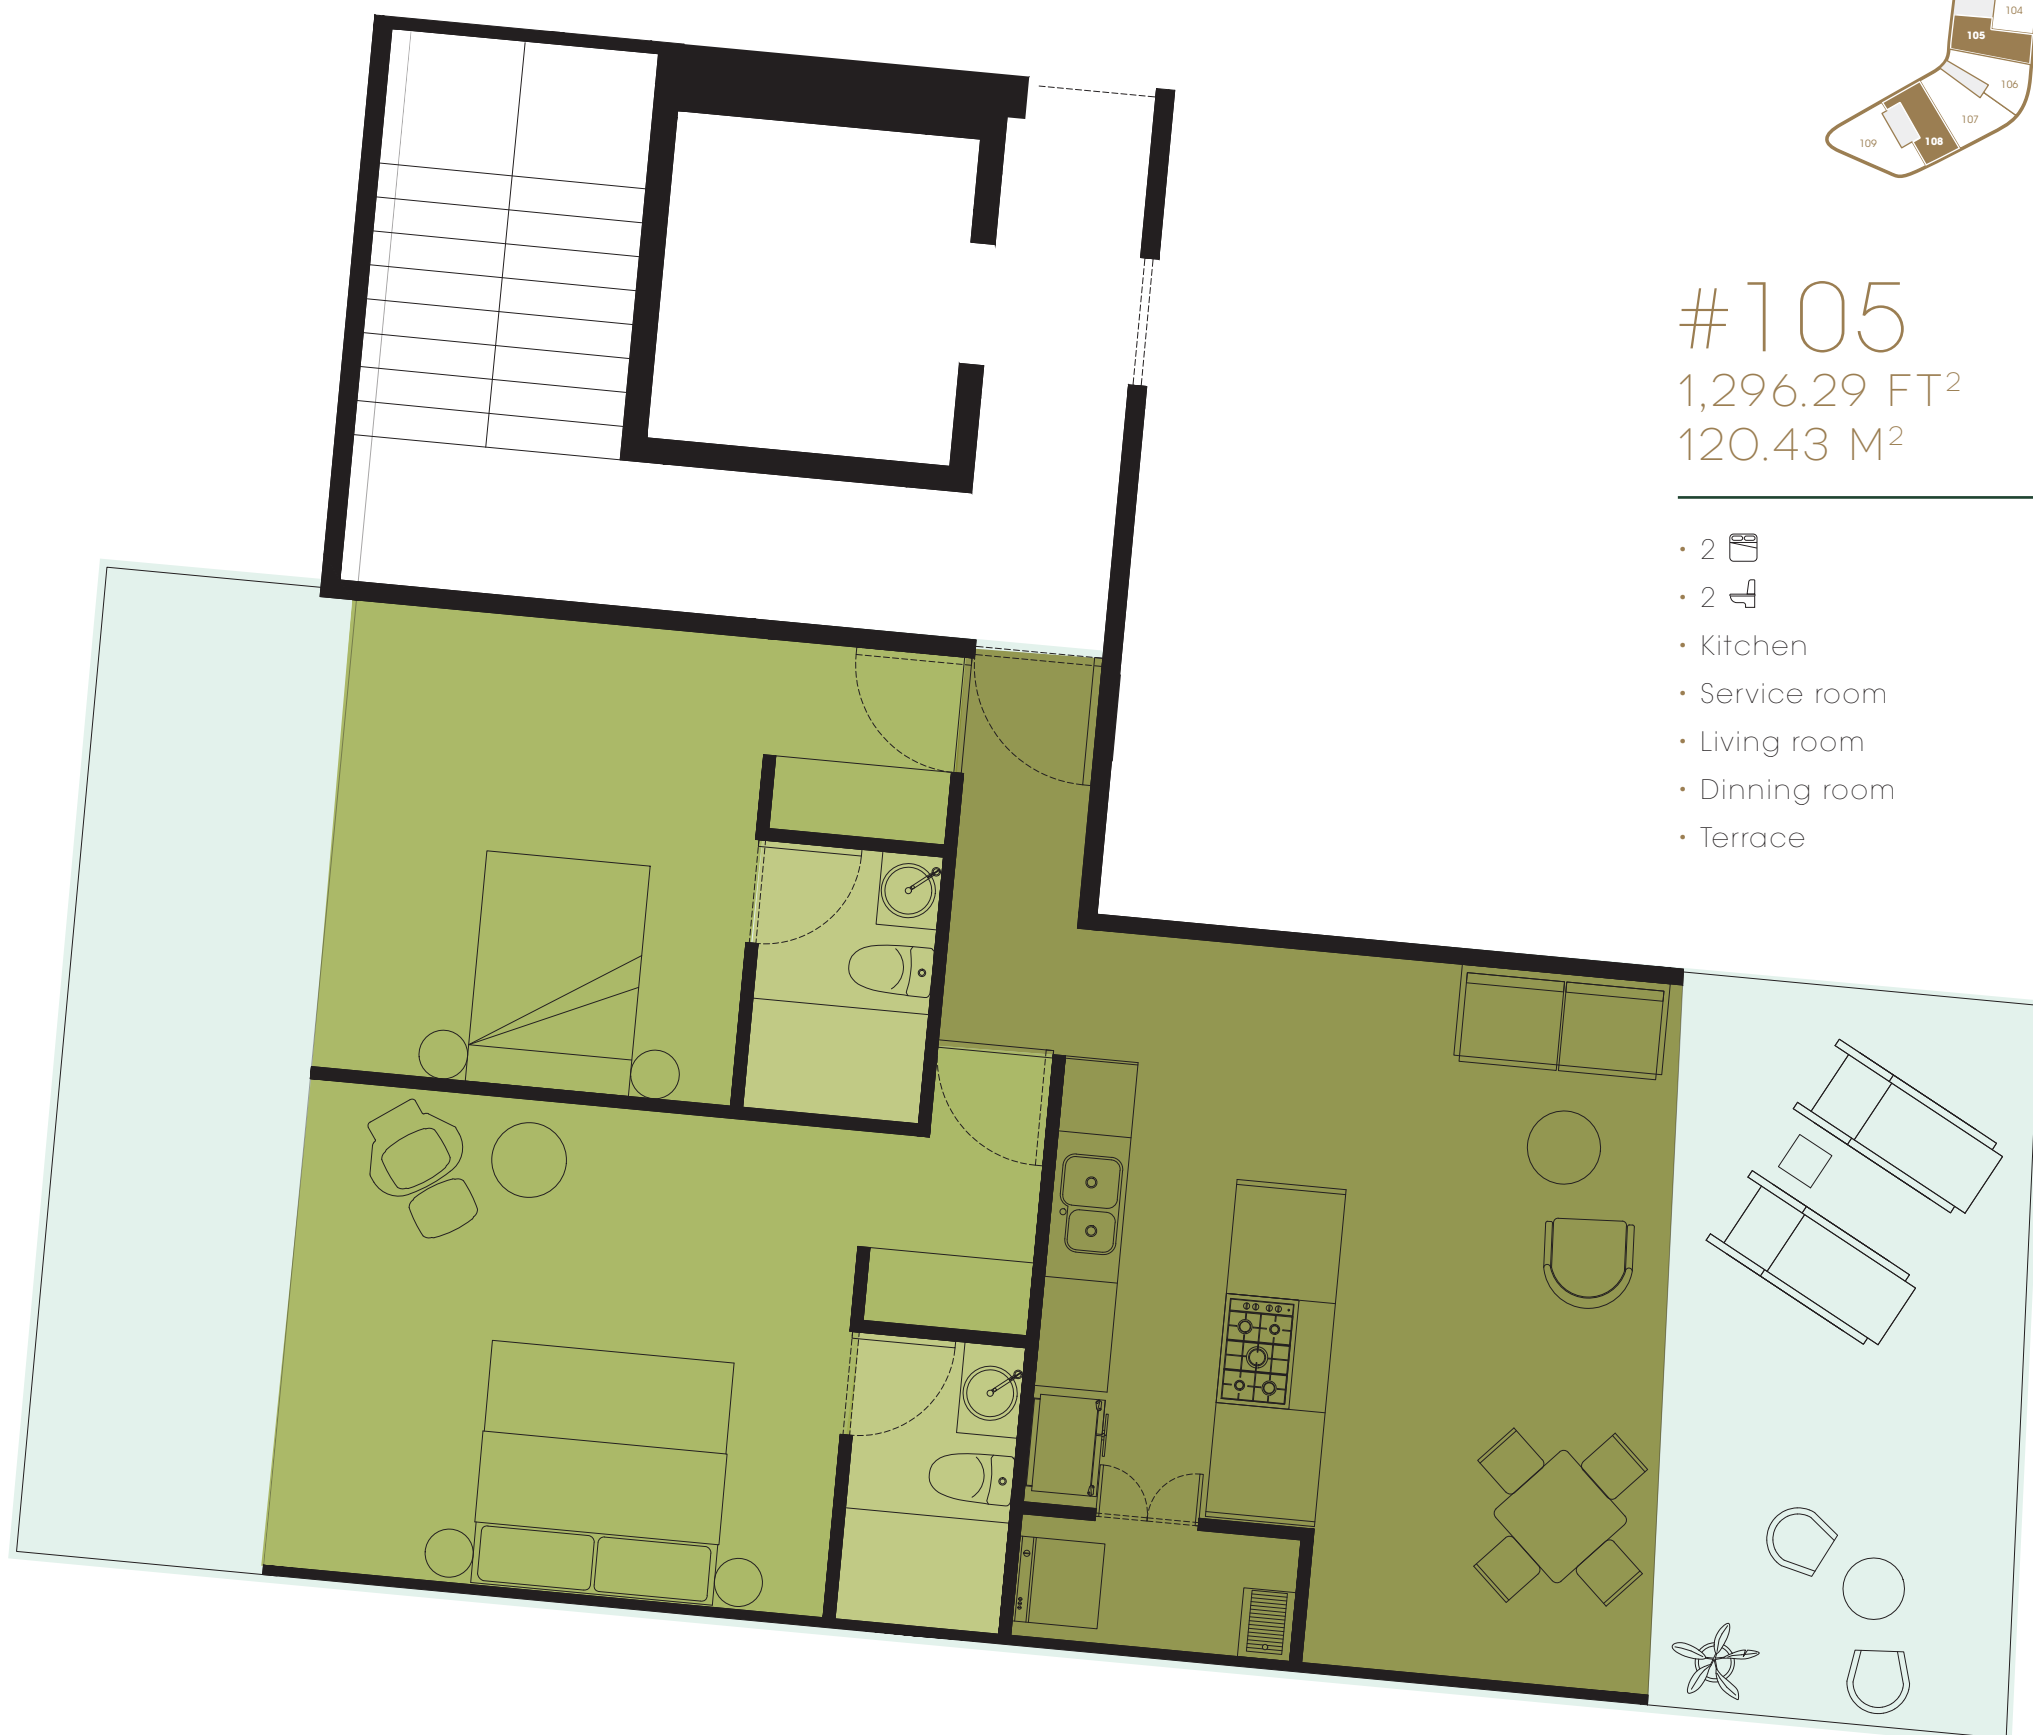 104
105
106
107
108
109
#105
1,296.29 FT²
120.43 M²
• 2
• 2
• Kitchen
• Service room
• Living room
• Dinning room
• Terrace